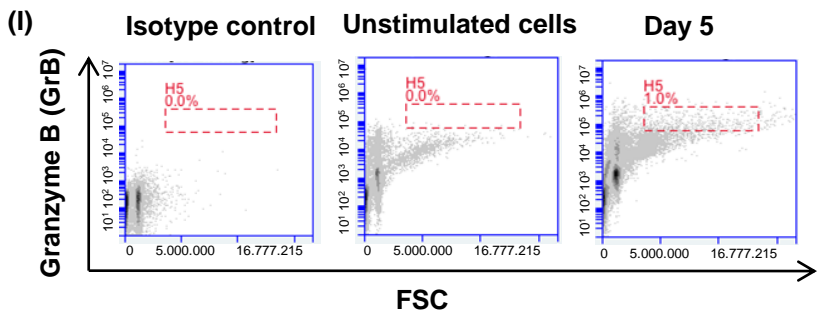 (I)
Isotype control Unstimulated cells Day 5
Granzyme B (GrB)
10¹ 10² 10³ 10⁴ 10⁵ 10⁶ 10⁷
H5
0.0%
0 5.000.000 16.777.215
10¹ 10² 10³ 10⁴ 10⁵ 10⁶ 10⁷
H5
0.0%
0 5.000.000 16.777.215
10¹ 10² 10³ 10⁴ 10⁵ 10⁶ 10⁷
H5
1.0%
0 5.000.000 16.777.215
FSC